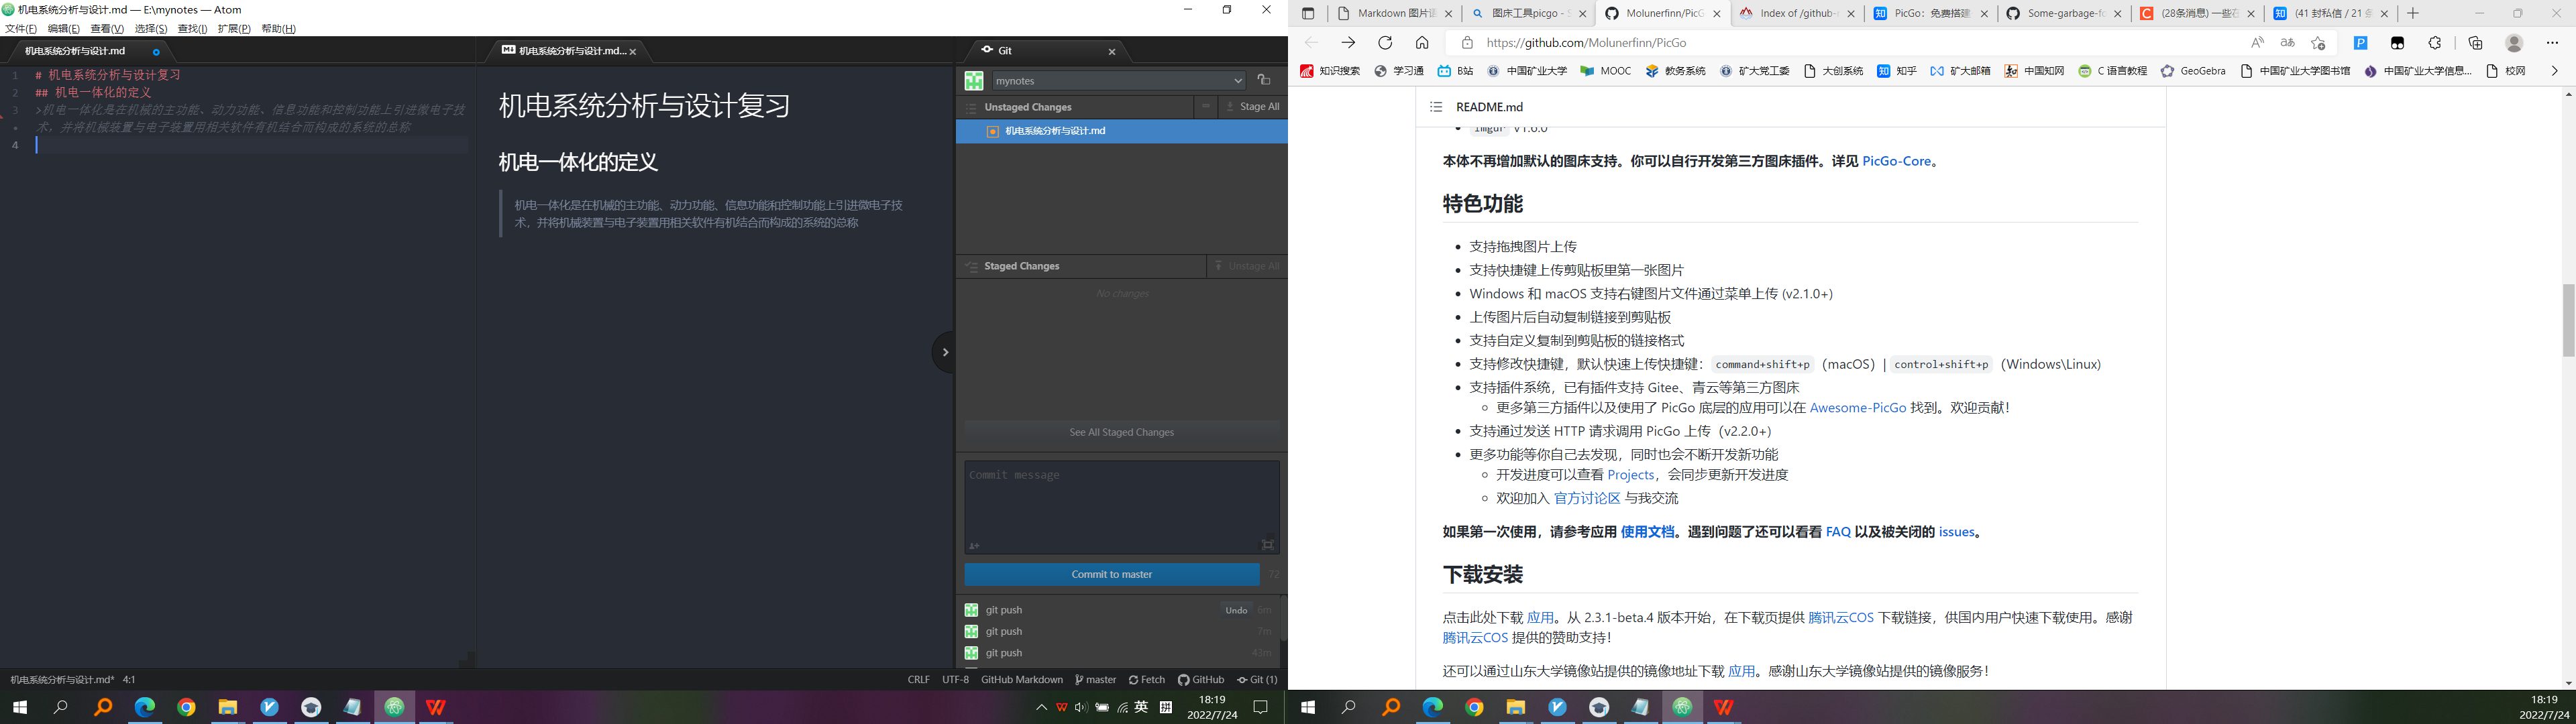 机电系统分析与设计.md — E:\mynotes — Atom
文件(F) 编辑(E) 查看(V) 选择(S) 查找(I) 扩展(P) 帮助(H)
机电系统分析与设计.md
机电系统分析与设计.md...
Git
1 # 机电系统分析与设计复习
2 ## 机电一体化的定义
3 >机电一体化是在机械的主功能、动力功能、信息功能和控制功能上引进微电子技
术，并将机械装置与电子装置用相关软件有机结合而构成的系统的总称
4
机电系统分析与设计复习
机电一体化的定义
机电一体化是在机械的主功能、动力功能、信息功能和控制功能上引进微电子技
术，并将机械装置与电子装置用相关软件有机结合而构成的系统的总称
mynotes
Unstaged Changes
Stage All
机电系统分析与设计.md
Staged Changes
Unstage All
No changes
See All Staged Changes
Commit message
Commit to master 72
git push Undo 6m
git push 7m
git push 43m
机电系统分析与设计.md* 4:1
CRLF UTF-8 GitHub Markdown master Fetch GitHub Git (1)
英 拼
18:19
2022/7/24
Markdown 图片语
图床工具picgo - S
Molunerfinn/PicG
Index of /github-r
PicGo：免费搭建
Some-garbage-fo
(28条消息) 一些在
(41 封私信 / 21 条
https://github.com/Molunerfinn/PicGo
知识搜索 学习通 B站 中国矿业大学 MOOC 教务系统 矿大党工委 大创系统 知乎 矿大邮箱 中国知网 C 语言教程 GeoGebra 中国矿业大学图书馆 中国矿业大学信息... 校网
README.md
imgur v1.6.0
本体不再增加默认的图床支持。你可以自行开发第三方图床插件。详见 PicGo-Core。
特色功能
支持拖拽图片上传
支持快捷键上传剪贴板里第一张图片
Windows 和 macOS 支持右键图片文件通过菜单上传 (v2.1.0+)
上传图片后自动复制链接到剪贴板
支持自定义复制到剪贴板的链接格式
支持修改快捷键，默认快速上传快捷键：command+shift+p（macOS）| control+shift+p（Windows\Linux)
支持插件系统，已有插件支持 Gitee、青云等第三方图床
更多第三方插件以及使用了 PicGo 底层的应用可以在 Awesome-PicGo 找到。欢迎贡献！
支持通过发送 HTTP 请求调用 PicGo 上传（v2.2.0+)
更多功能等你自己去发现，同时也会不断开发新功能
开发进度可以查看 Projects，会同步更新开发进度
欢迎加入 官方讨论区 与我交流
如果第一次使用，请参考应用 使用文档。遇到问题了还可以看看 FAQ 以及被关闭的 issues。
下载安装
点击此处下载 应用。从 2.3.1-beta.4 版本开始，在下载页提供 腾讯云COS 下载链接，供国内用户快速下载使用。感谢
腾讯云COS 提供的赞助支持！
还可以通过山东大学镜像站提供的镜像地址下载 应用。感谢山东大学镜像站提供的镜像服务！
18:19
2022/7/24